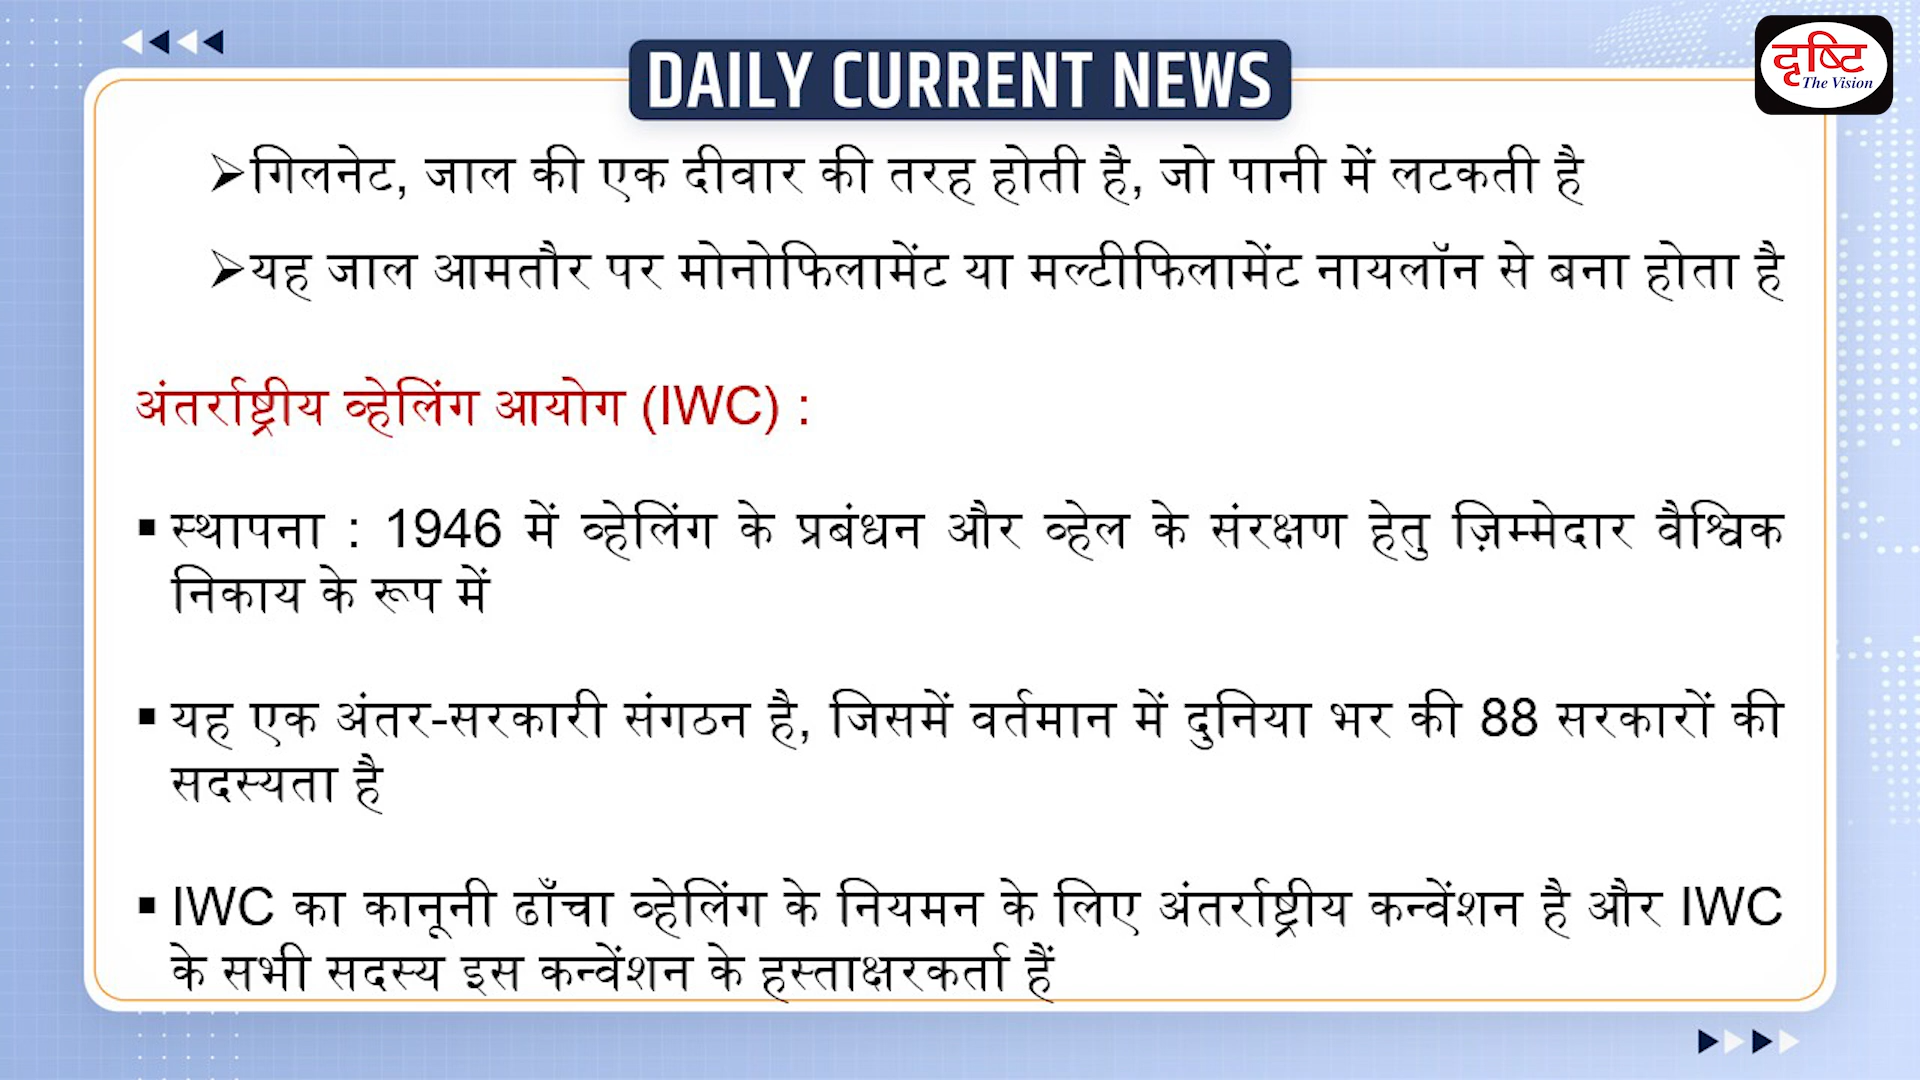 DAILY CURRENT NEWS
दृष्टि
The Vision
➢गिलनेट, जाल की एक दीवार की तरह होती है, जो पानी में लटकती है
➢यह जाल आमतौर पर मोनोफिलामेंट या मल्टीफिलामेंट नायलॉन से बना होता है
अंतर्राष्ट्रीय व्हेलिंग आयोग (IWC) :
▪ स्थापना : 1946 में व्हेलिंग के प्रबंधन और व्हेल के संरक्षण हेतु ज़िम्मेदार वैश्विक
निकाय के रूप में
▪ यह एक अंतर-सरकारी संगठन है, जिसमें वर्तमान में दुनिया भर की 88 सरकारों की
सदस्यता है
▪ IWC का कानूनी ढाँचा व्हेलिंग के नियमन के लिए अंतर्राष्ट्रीय कन्वेंशन है और IWC
के सभी सदस्य इस कन्वेंशन के हस्ताक्षरकर्ता हैं